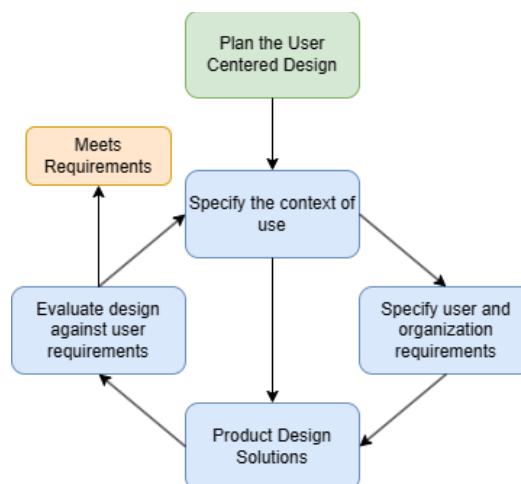 Plan the User
Centered Design
Meets
Requirements
Specify the context of
use
Evaluate design
against user
requirements
Specify user and
organization
requirements
Product Design
Solutions